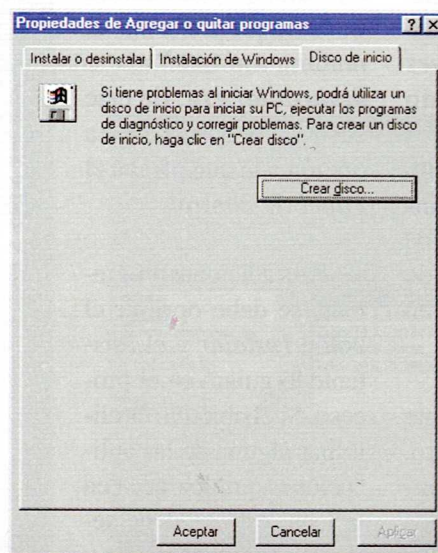 Propiedades de Agregar o quitar programas
Instalar o desinstalar
Instalación de Windows
Disco de inicio
Si tiene problemas al iniciar Windows, podrá utilizar un
disco de inicio para iniciar su PC, ejecutar los programas
de diagnóstico y corregir problemas. Para crear un disco
de inicio, haga clic en "Crear disco".
Crear disco...
Aceptar
Cancelar
Aplicar